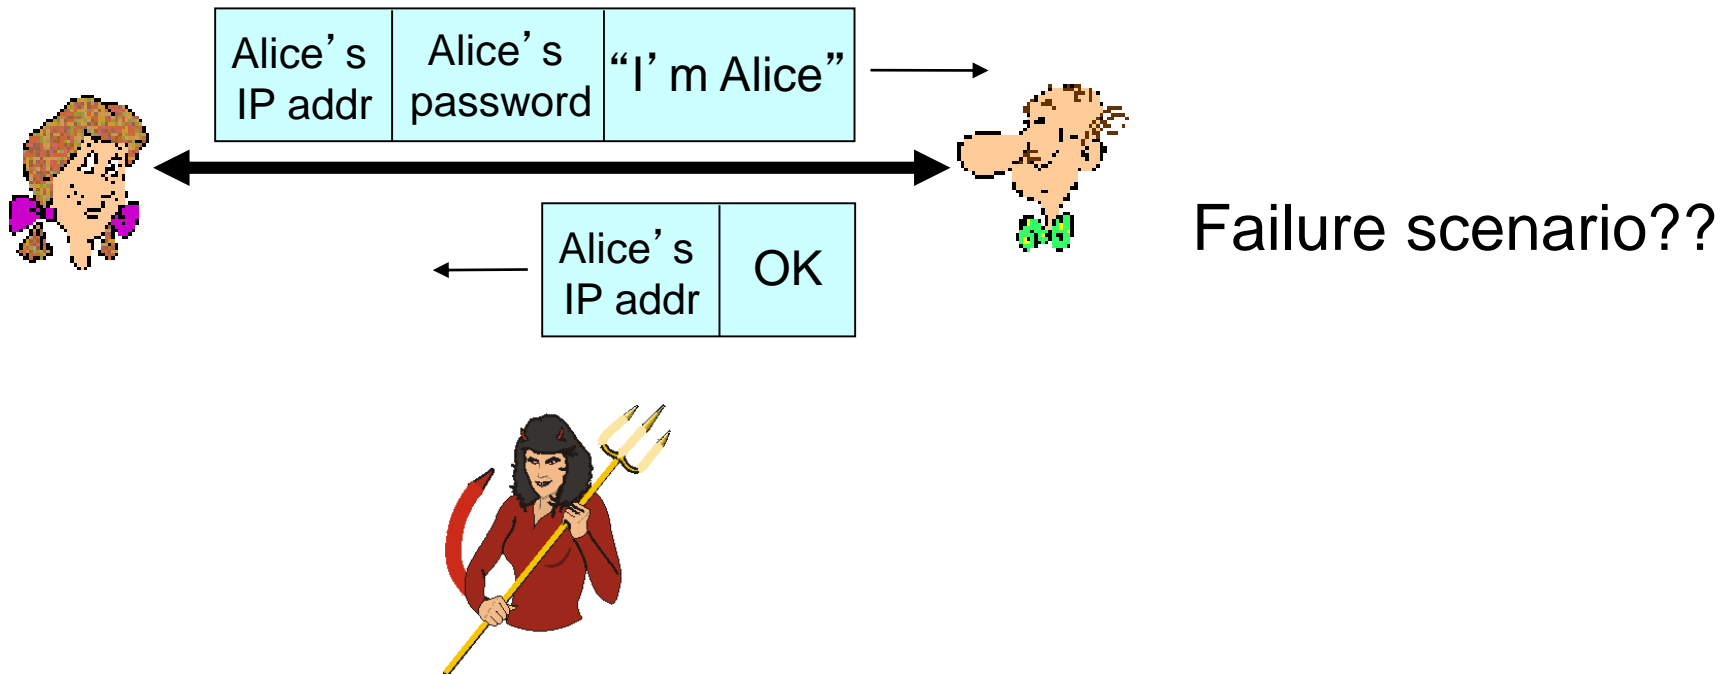 Alice’s
IP addr
Alice’s
password
“I’m Alice”
Alice’s
IP addr
OK
Failure scenario??